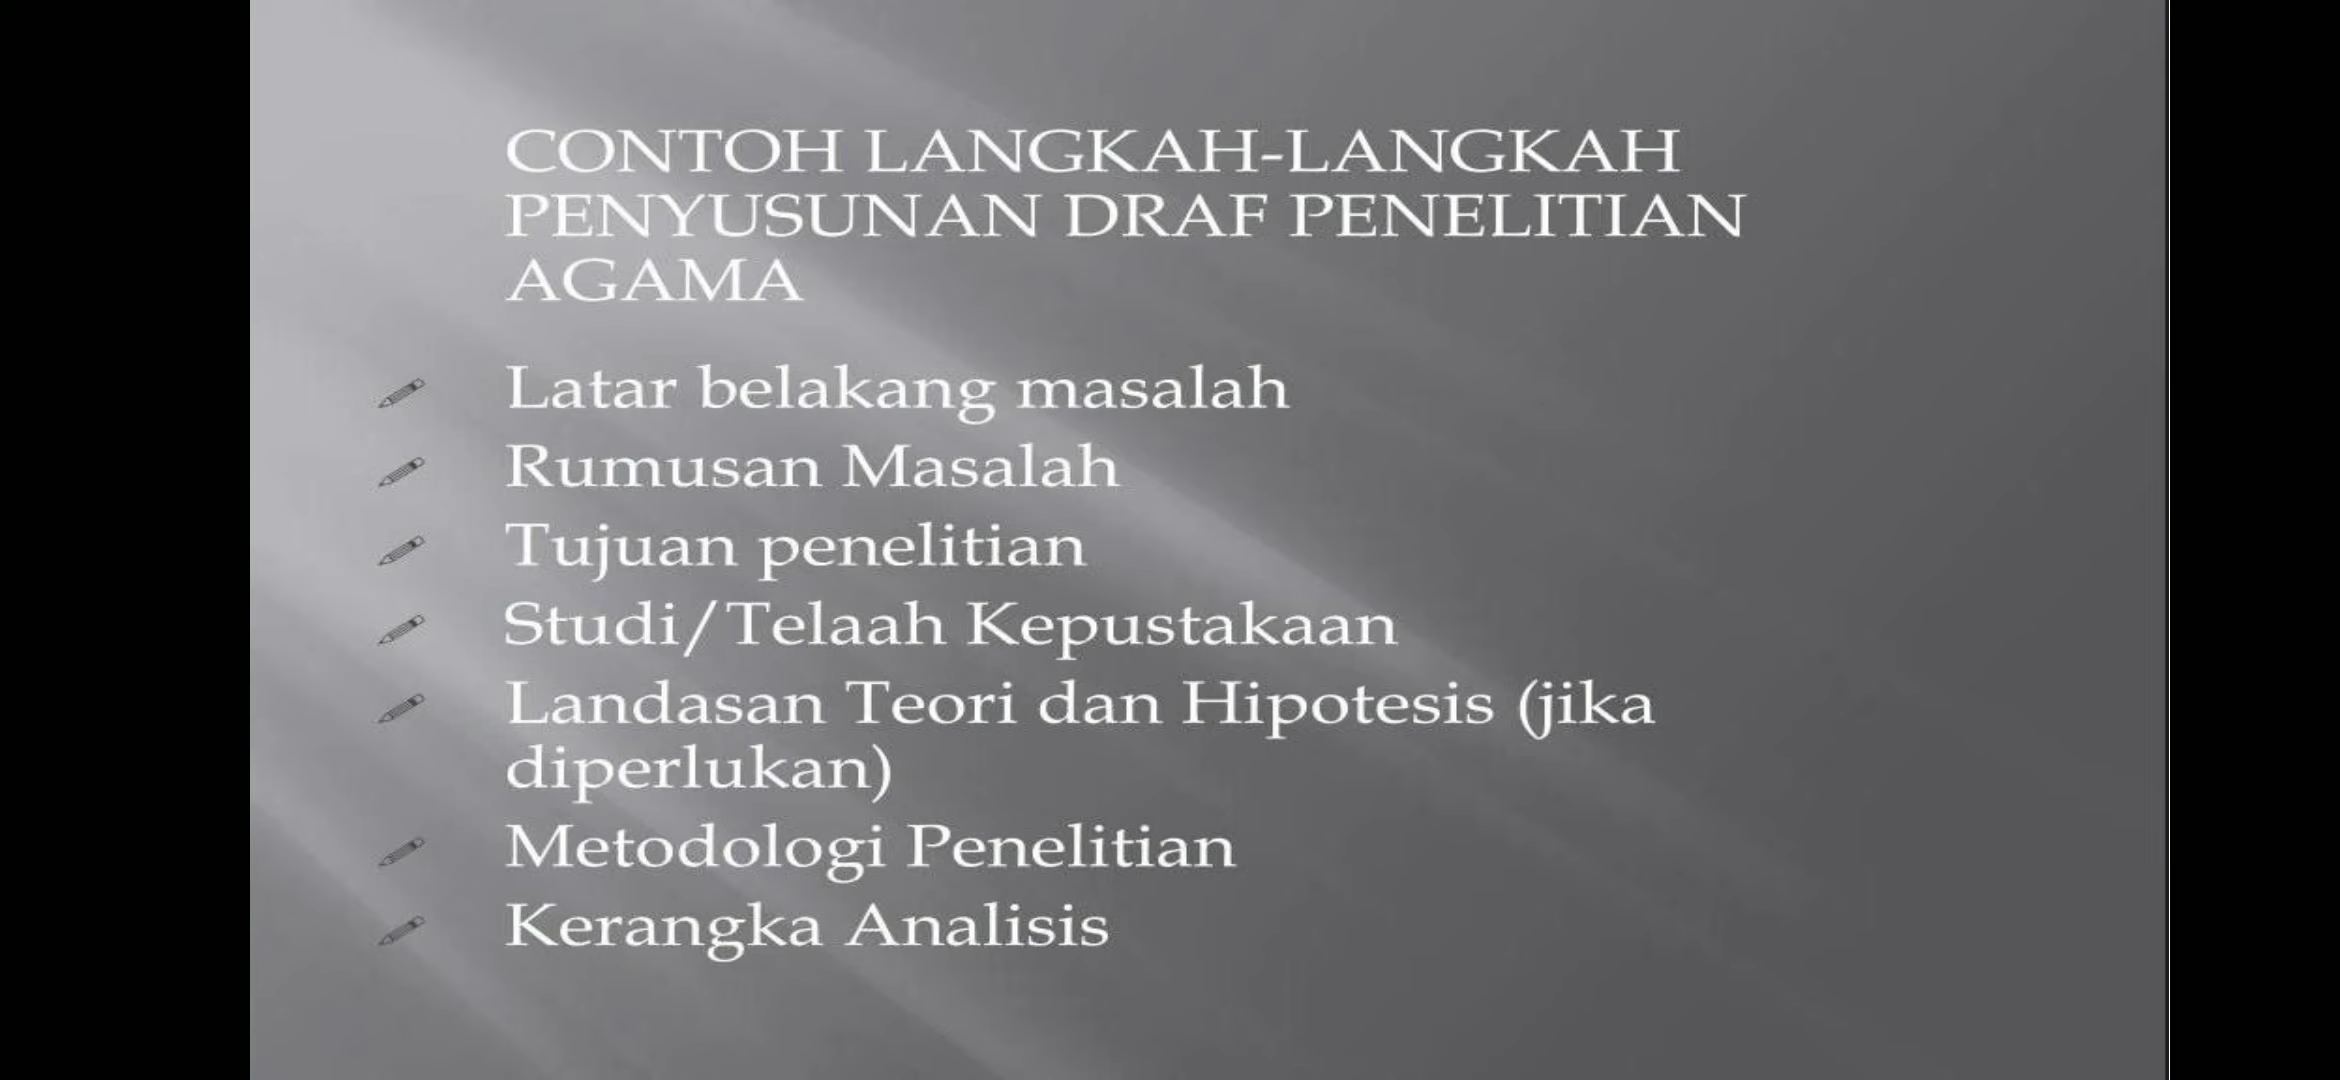 CONTOH LANGKAH-LANGKAH
PENYUSUNAN DRAF PENELITIAN
AGAMA
Latar belakang masalah
Rumusan Masalah
Tujuan penelitian
Studi/Telaah Kepustakaan
Landasan Teori dan Hipotesis (jika
diperlukan)
Metodologi Penelitian
Kerangka Analisis